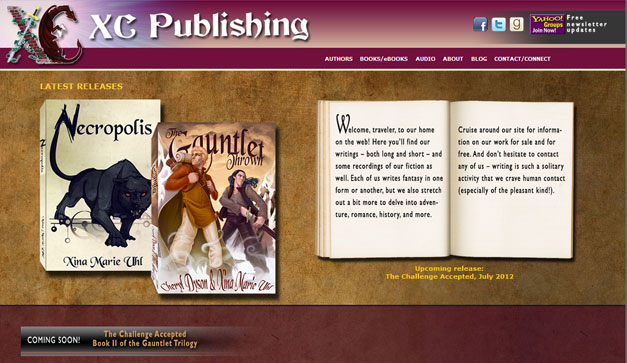 XC
XC Publishing
YAHOO!
Groups
Join Now!
Free
newsletter
updates
AUTHORS BOOKS/eBOOKS AUDIO ABOUT BLOG CONTACT/CONNECT
LATEST RELEASES
Necropolis
Xina Marie Uhl
The
Gauntlet
Thrown
Cheryl Dyson & Xina Marie Uhl
Welcome, traveler, to our home
on the web! Here you'll find our
writings – both long and short – and
some recordings of our fiction as
well. Each of us writes fantasy in one
form or another, but we also stretch
out a bit more to delve into adven-
ture, romance, history, and more.
Cruise around our site for informa-
tion on our work for sale and for
free. And don't hesitate to contact
any of us – writing is such a solitary
activity that we crave human contact
(especially of the pleasant kind!).
Upcoming release:
The Challenge Accepted, July 2012
COMING SOON!
The Challenge Accepted
Book II of the Gauntlet Trilogy